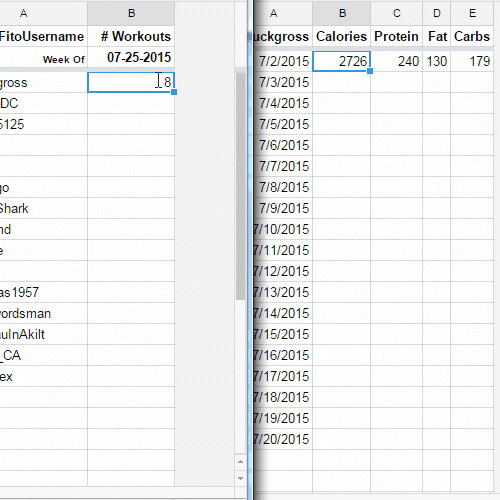 A B
FitoUsername # Workouts
Week Of 07-25-2015
gross 8
DC
5125
go
Shark
nd
e
as1957
wordsman
auInAkilt
_CA
ex
A B C D E
uckgross Calories Protein Fat Carbs
7/2/2015 2726 240 130 179
7/3/2015
7/4/2015
7/5/2015
7/6/2015
7/7/2015
7/8/2015
7/9/2015
7/10/2015
7/11/2015
7/12/2015
7/13/2015
7/14/2015
7/15/2015
7/16/2015
7/17/2015
7/18/2015
7/19/2015
7/20/2015